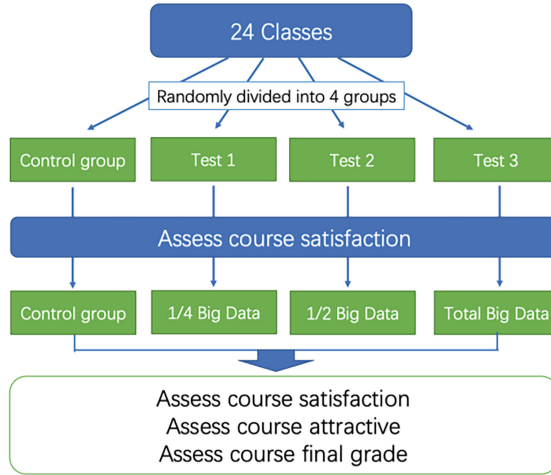 24 Classes
Randomly divided into 4 groups
Control group
Test 1
Test 2
Test 3
Assess course satisfaction
Control group
1/4 Big Data
1/2 Big Data
Total Big Data
Assess course satisfaction
Assess course attractive
Assess course final grade